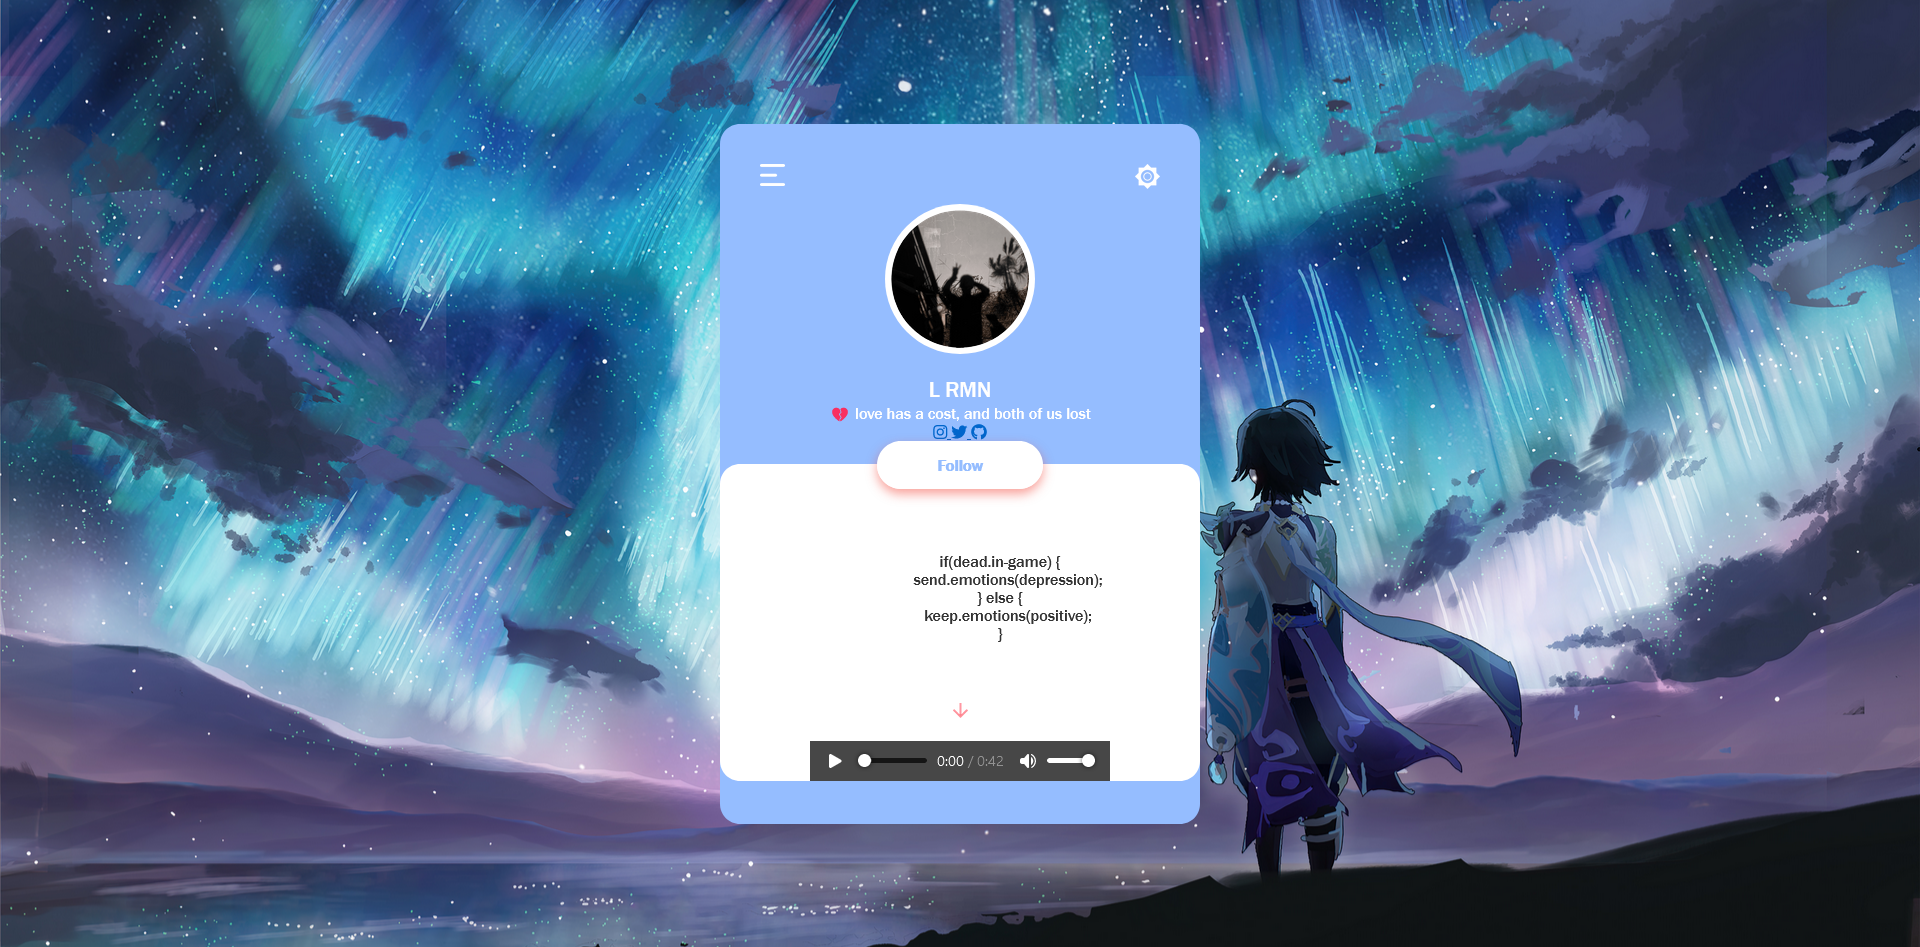 L RMN
💔 love has a cost, and both of us lost
Follow
if(dead.in-game) {
send.emotions(depression);
} else {
keep.emotions(positive);
}
0:00 / 0:42